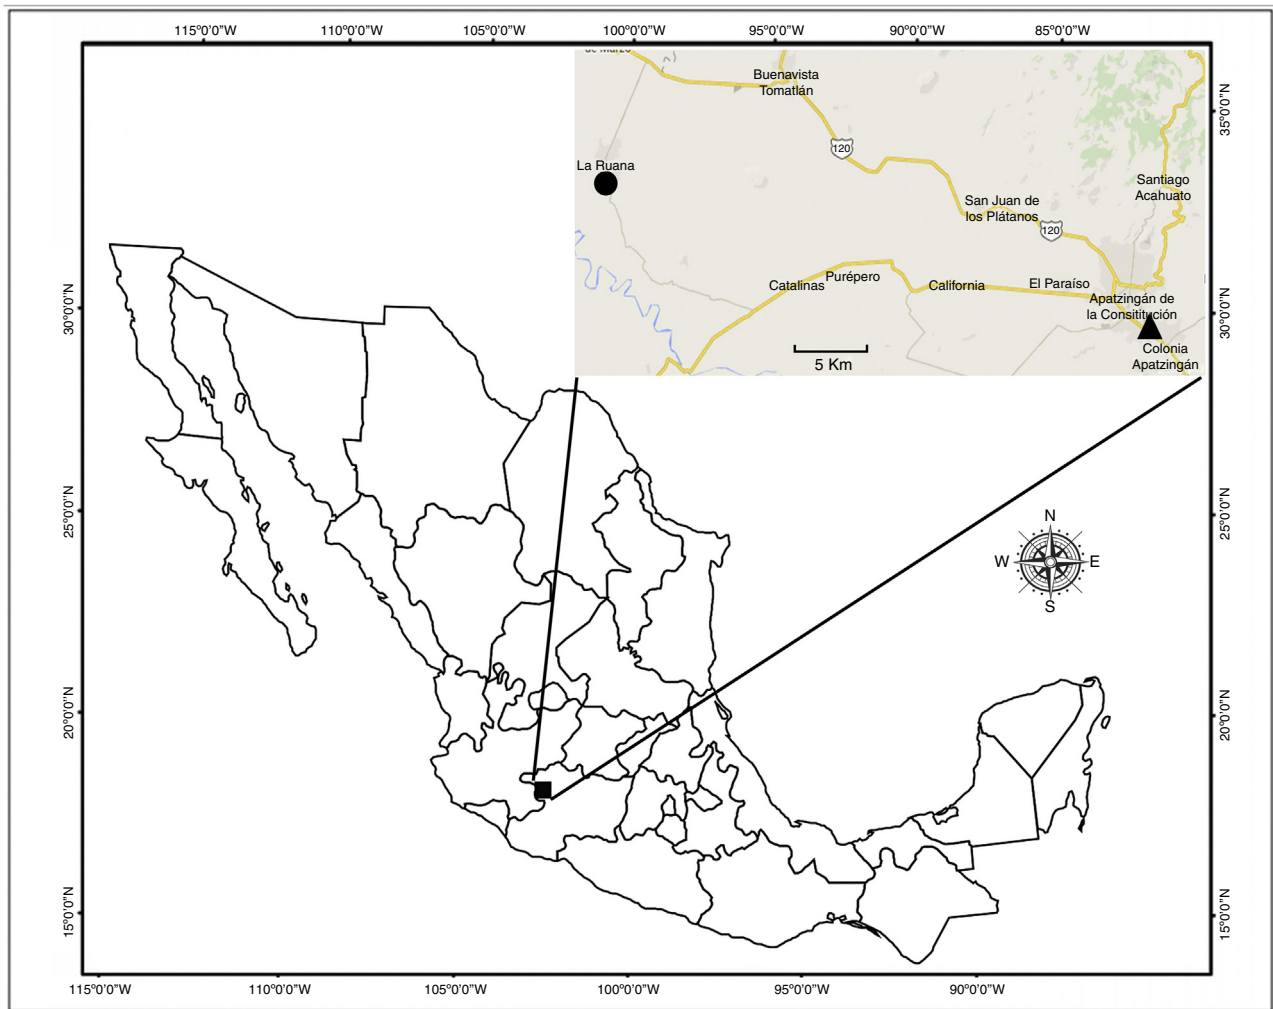 115°0'0"W 110°0'0"W 105°0'0"W 100°0'0"W 95°0'0"W 90°0'0"W 85°0'0"W
de Marzo
Buenavista
Tomatlán
35°0'0"N
120
La Ruana
Santiago
Acahuato
San Juan de
los Plátanos
120
Catalinas
Purépero
California
El Paraíso
Apatzingán de
la Consititución
30°0'0"N
30°0'0"N
5 Km
Colonia
Apatzingán
25°0'0"N
25°0'0"N
N
W E
S
20°0'0"N
20°0'0"N
15°0'0"N
15°0'0"N
115°0'0"W 110°0'0"W 105°0'0"W 100°0'0"W 95°0'0"W 90°0'0"W